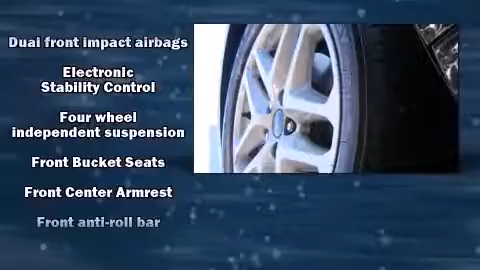 Dual front impact airbags
Electronic
Stability Control
Four wheel
independent suspension
Front Bucket Seats
Front Center Armrest
Front anti-roll bar